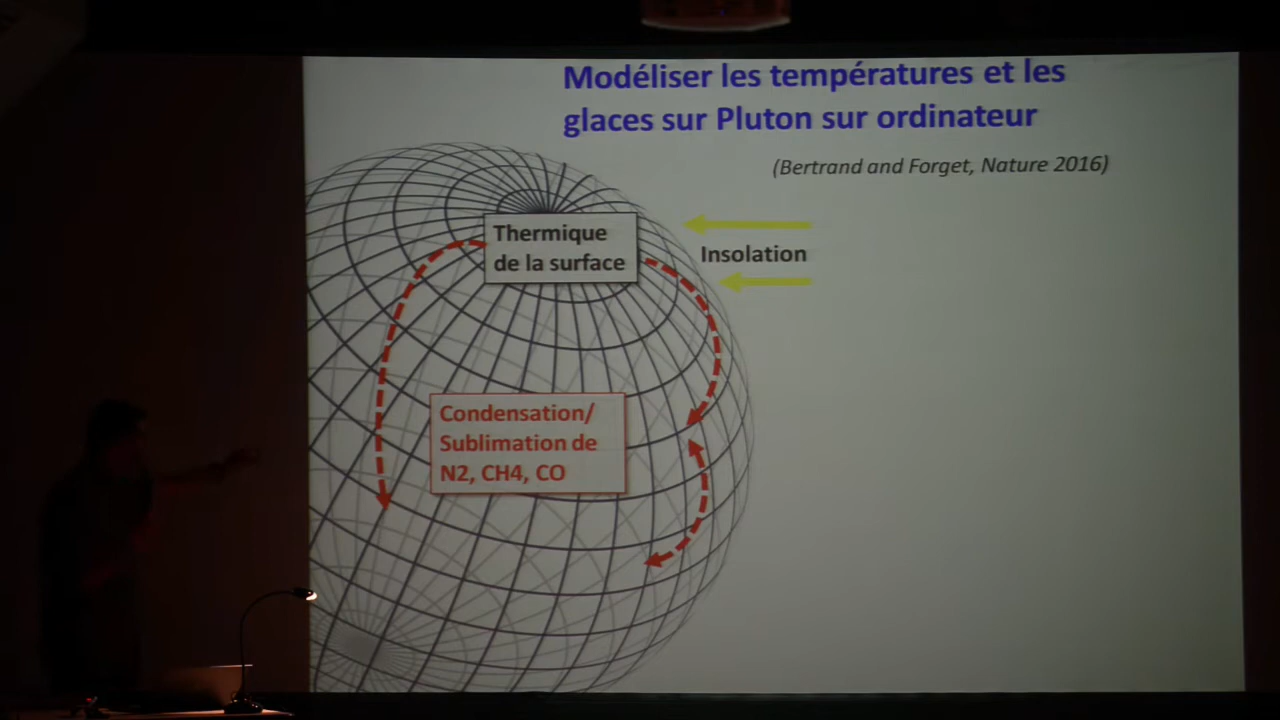 Modéliser les températures et les
glaces sur Pluton sur ordinateur
(Bertrand and Forget, Nature 2016)
Thermique
de la surface
Insolation
Condensation/
Sublimation de
N2, CH4, CO